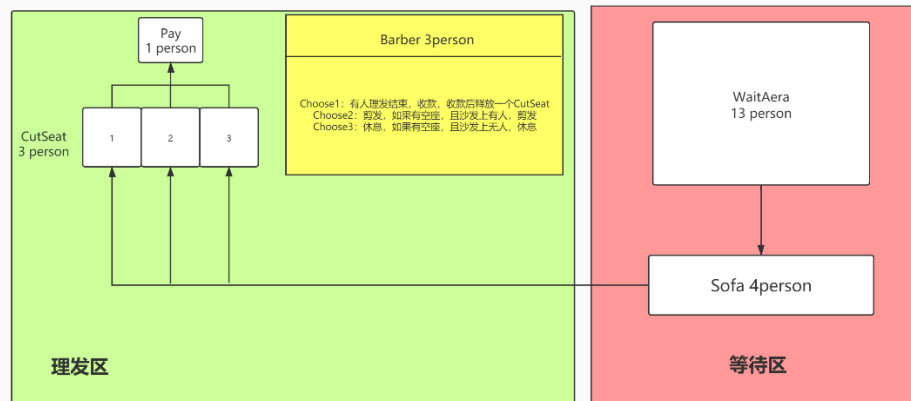 Pay
1 person
Barber 3person
Choose1：有人理发结束，收款，收款后释放一个CutSeat
Choose2：剪发，如果有空座，且沙发上有人，剪发
Choose3：休息，如果有空座，且沙发上无人，休息
CutSeat
3 person
1
2
3
理发区
WaitAera
13 person
Sofa 4person
等待区